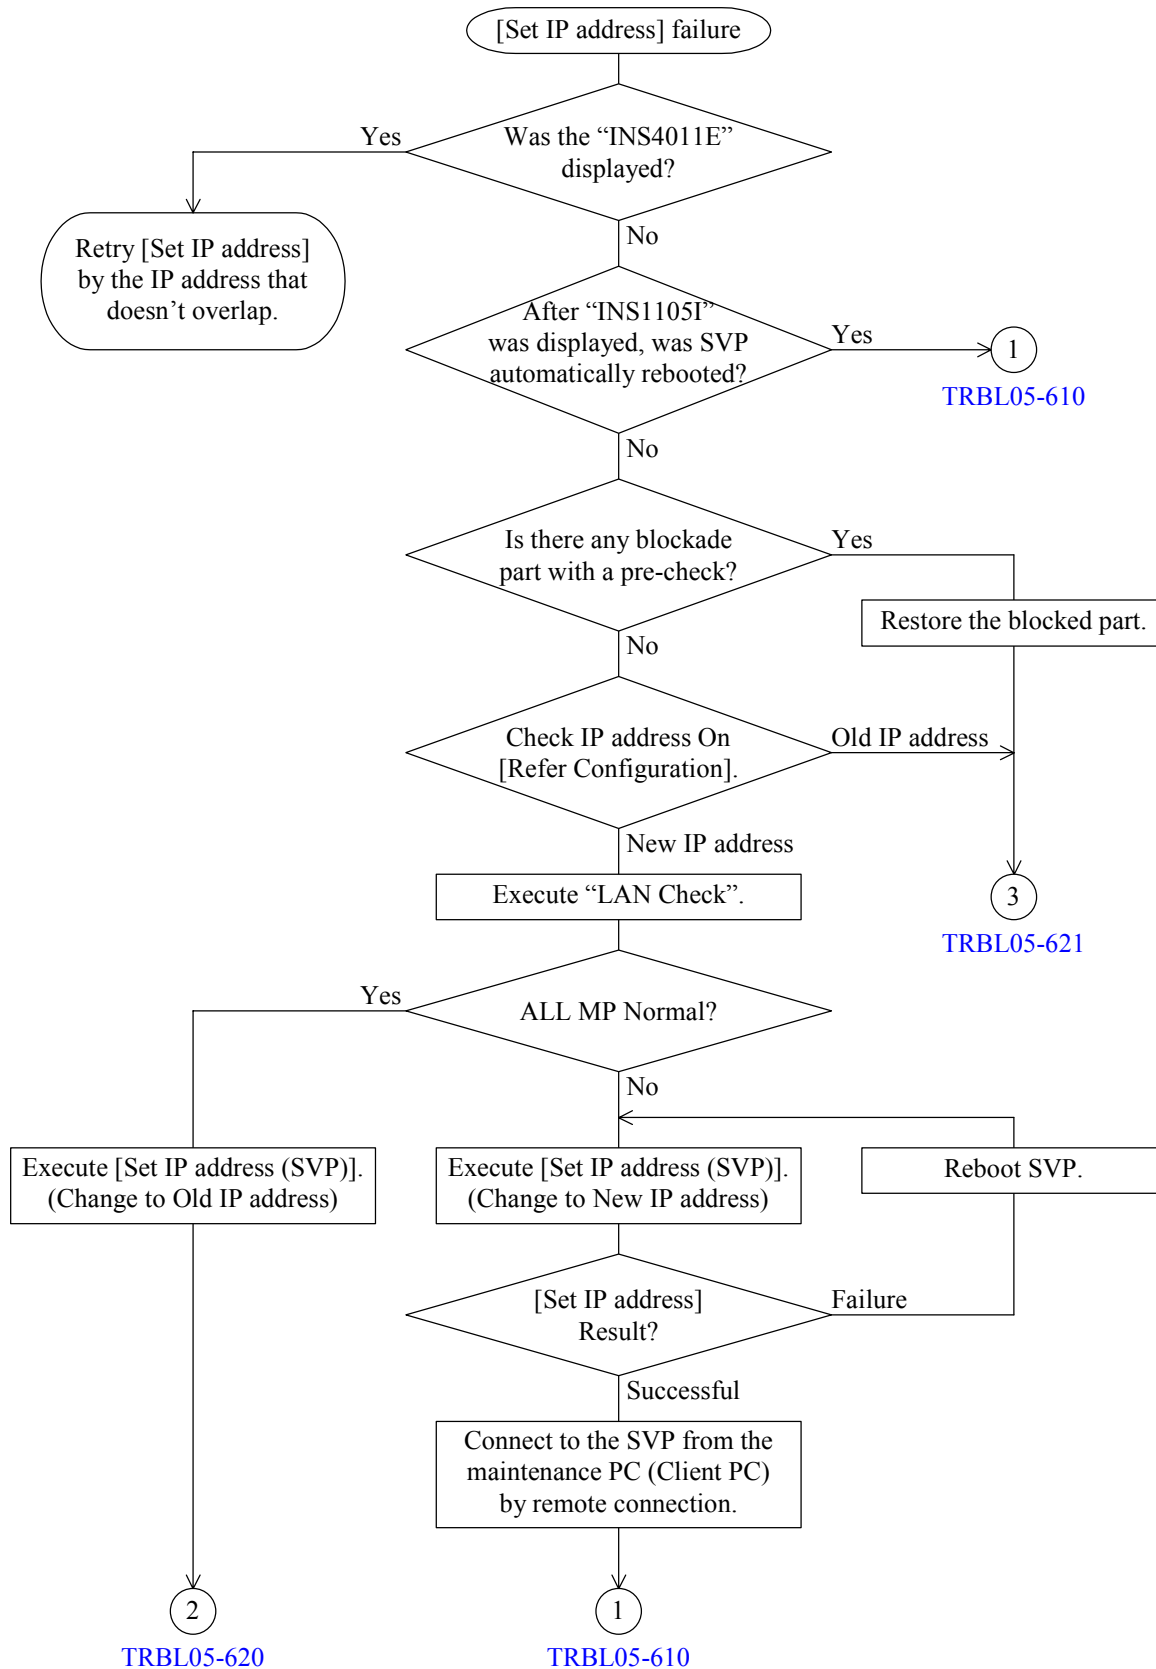 [Set IP address] failure
Was the “INS4011E”
displayed?
Yes
No
Retry [Set IP address]
by the IP address that
doesn’t overlap.
After “INS1105I”
was displayed, was SVP
automatically rebooted?
Yes
1
TRBL05-610
No
Is there any blockade
part with a pre-check?
Yes
Restore the blocked part.
No
Check IP address On
[Refer Configuration].
Old IP address
New IP address
3
TRBL05-621
Execute “LAN Check”.
ALL MP Normal?
Yes
No
Execute [Set IP address (SVP)].
(Change to Old IP address)
Execute [Set IP address (SVP)].
(Change to New IP address)
Reboot SVP.
[Set IP address]
Result?
Failure
Successful
Connect to the SVP from the
maintenance PC (Client PC)
by remote connection.
2
TRBL05-620
1
TRBL05-610